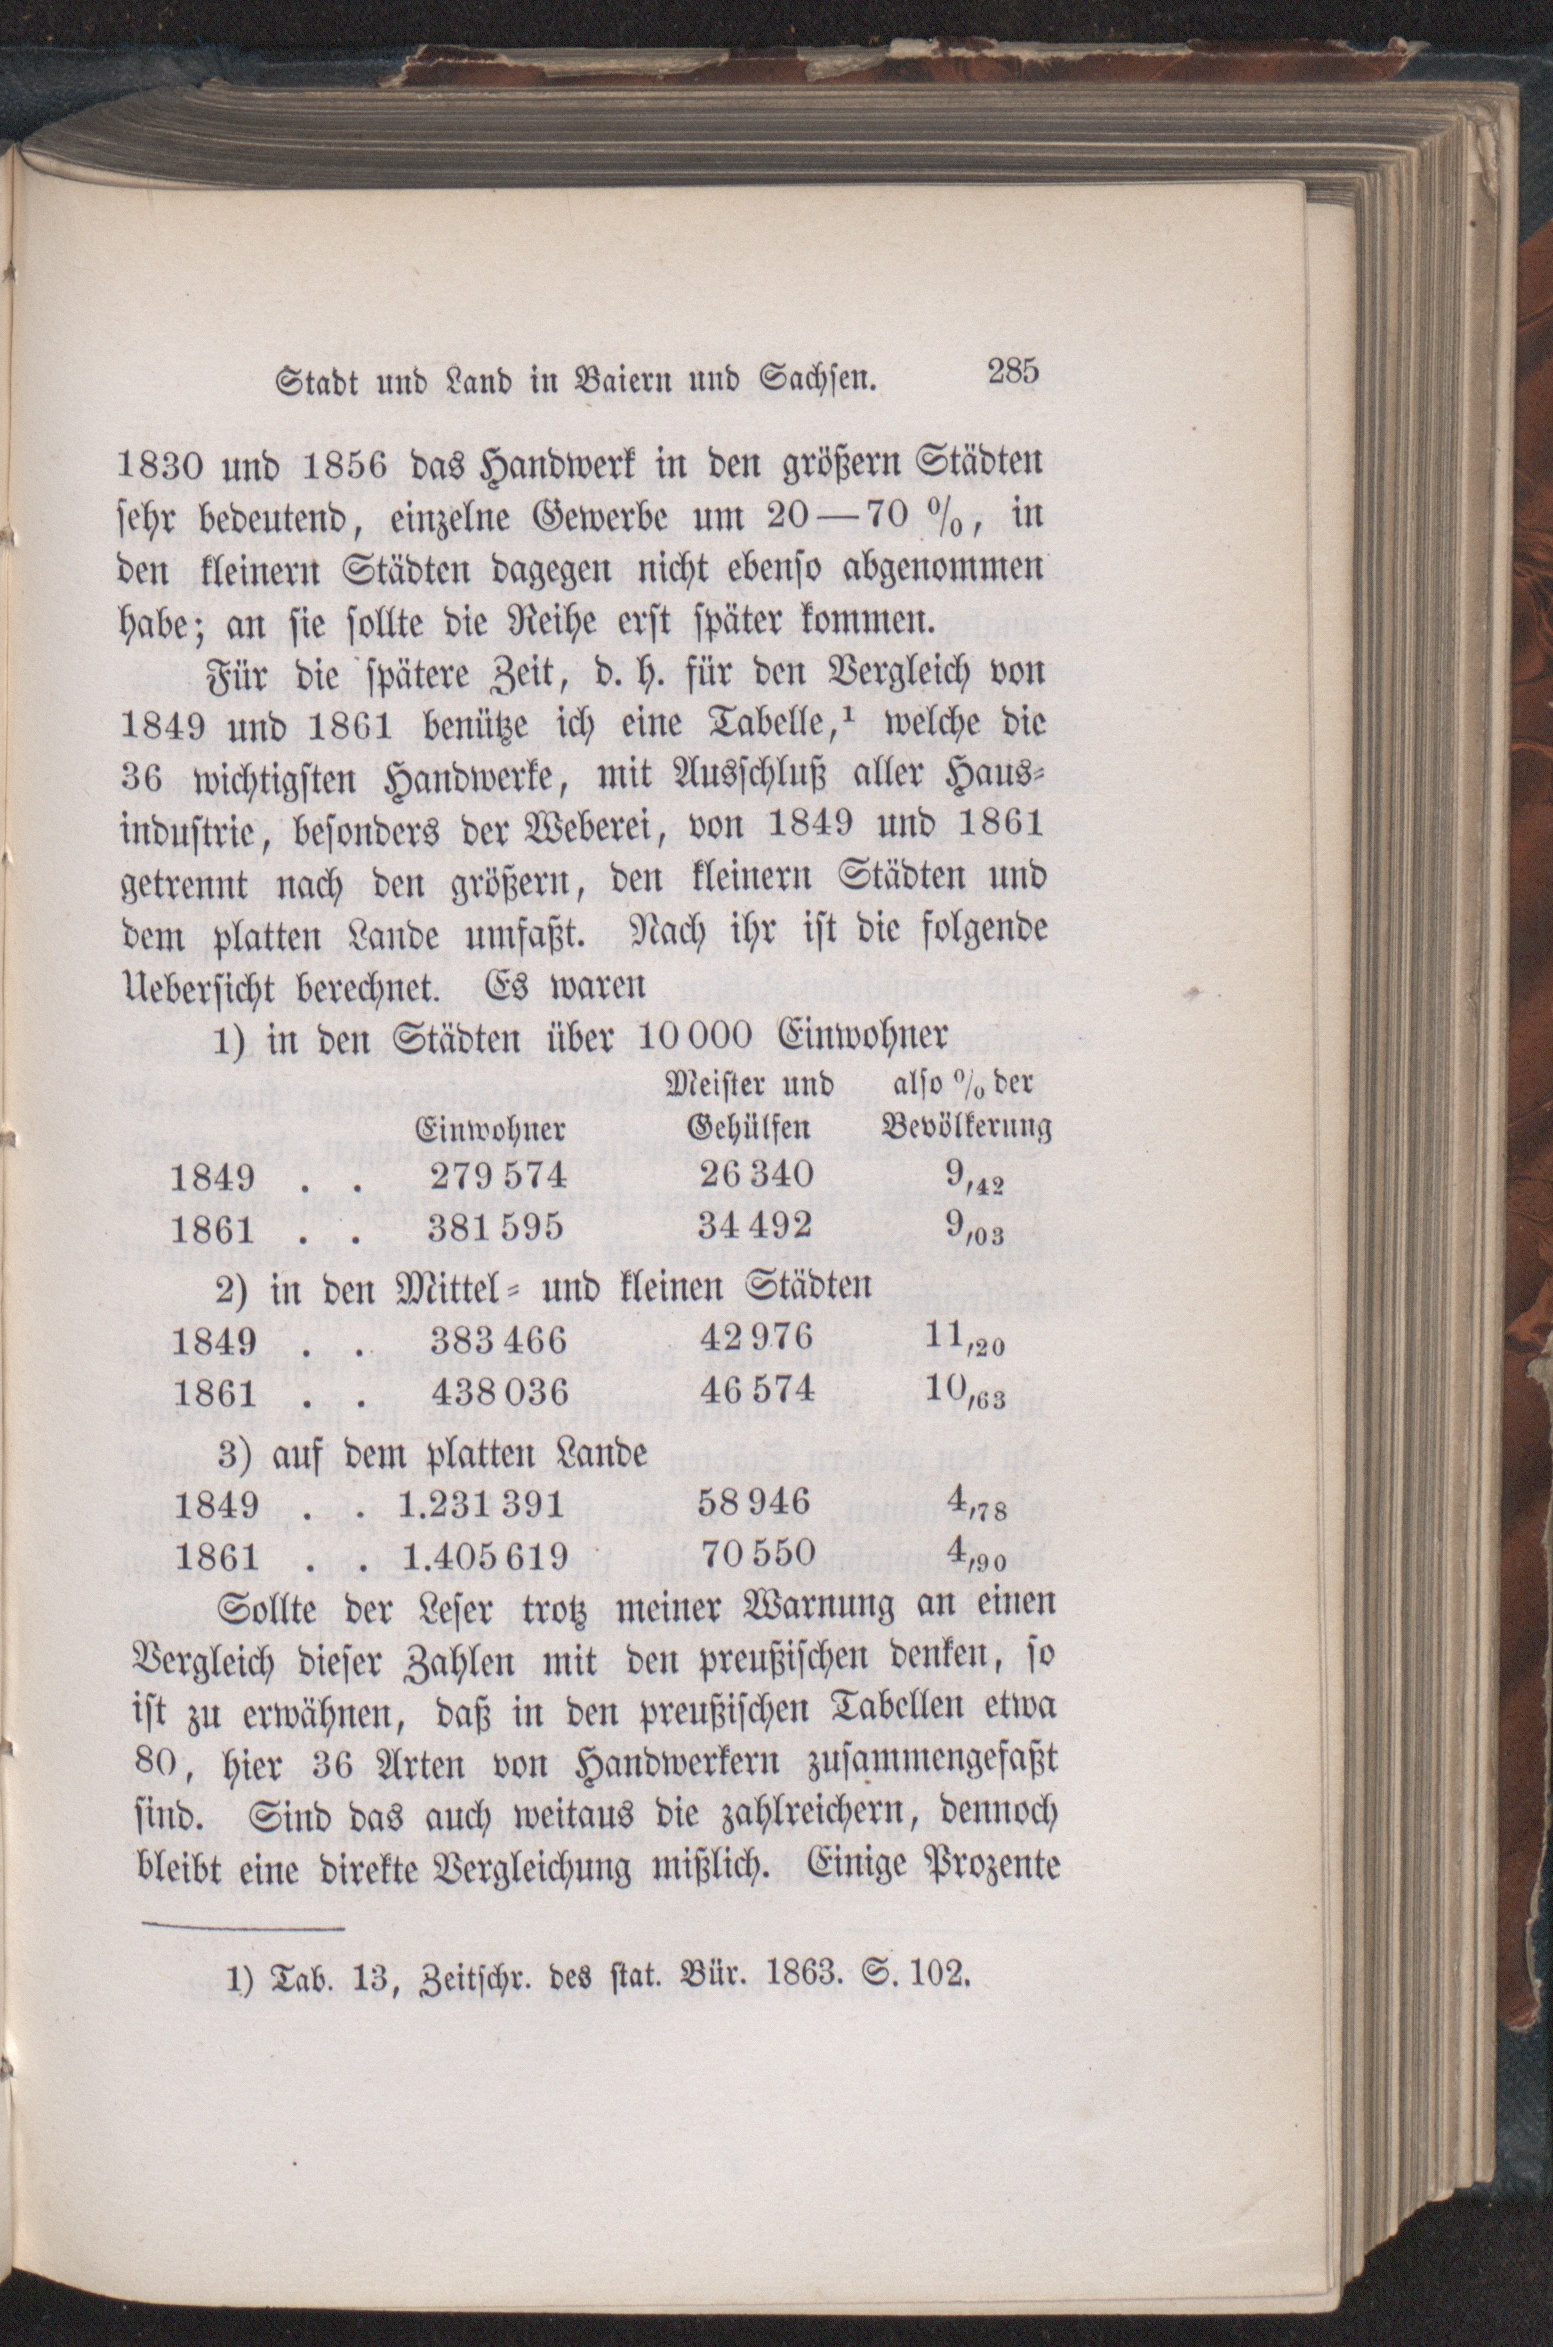 Stadt und Land in Baiern und Sachsen. 285
1830 und 1856 das Handwerk in den größern Städten
sehr bedeutend, einzelne Gewerbe um 20—70 %, in
den kleinern Städten dagegen nicht ebenso abgenommen
habe; an sie sollte die Reihe erst später kommen.
Für die spätere Zeit, d. h. für den Vergleich von
1849 und 1861 benütze ich eine Tabelle,¹ welche die
36 wichtigsten Handwerke, mit Ausschluß aller Haus-
industrie, besonders der Weberei, von 1849 und 1861
getrennt nach den größern, den kleinern Städten und
dem platten Lande umfaßt. Nach ihr ist die folgende
Uebersicht berechnet. Es waren
1) in den Städten über 10 000 Einwohner
Meister und also % der
Einwohner Gehülfen Bevölkerung
1849 . . 279 574 26 340 9,42
1861 . . 381 595 34 492 9,03
2) in den Mittel- und kleinen Städten
1849 . . 383 466 42 976 11,20
1861 . . 438 036 46 574 10,63
3) auf dem platten Lande
1849 . . 1.231 391 58 946 4,78
1861 . . 1.405 619 70 550 4,90
Sollte der Leser trotz meiner Warnung an einen
Vergleich dieser Zahlen mit den preußischen denken, so
ist zu erwähnen, daß in den preußischen Tabellen etwa
80, hier 36 Arten von Handwerkern zusammengefaßt
sind. Sind das auch weitaus die zahlreichern, dennoch
bleibt eine direkte Vergleichung mißlich. Einige Prozente
1) Tab. 13, Zeitschr. des stat. Bür. 1863. S. 102.